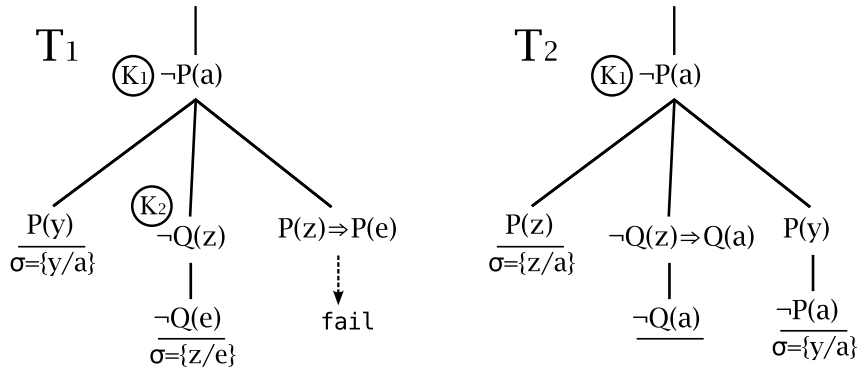 T1
K1 ¬P(a)
P(y)
σ={y/a}
K2
¬Q(z)
P(z)⇒P(e)
¬Q(e)
σ={z/e}
fail
T2
K1 ¬P(a)
P(z)
σ={z/a}
¬Q(z)⇒Q(a)
P(y)
¬Q(a)
¬P(a)
σ={y/a}